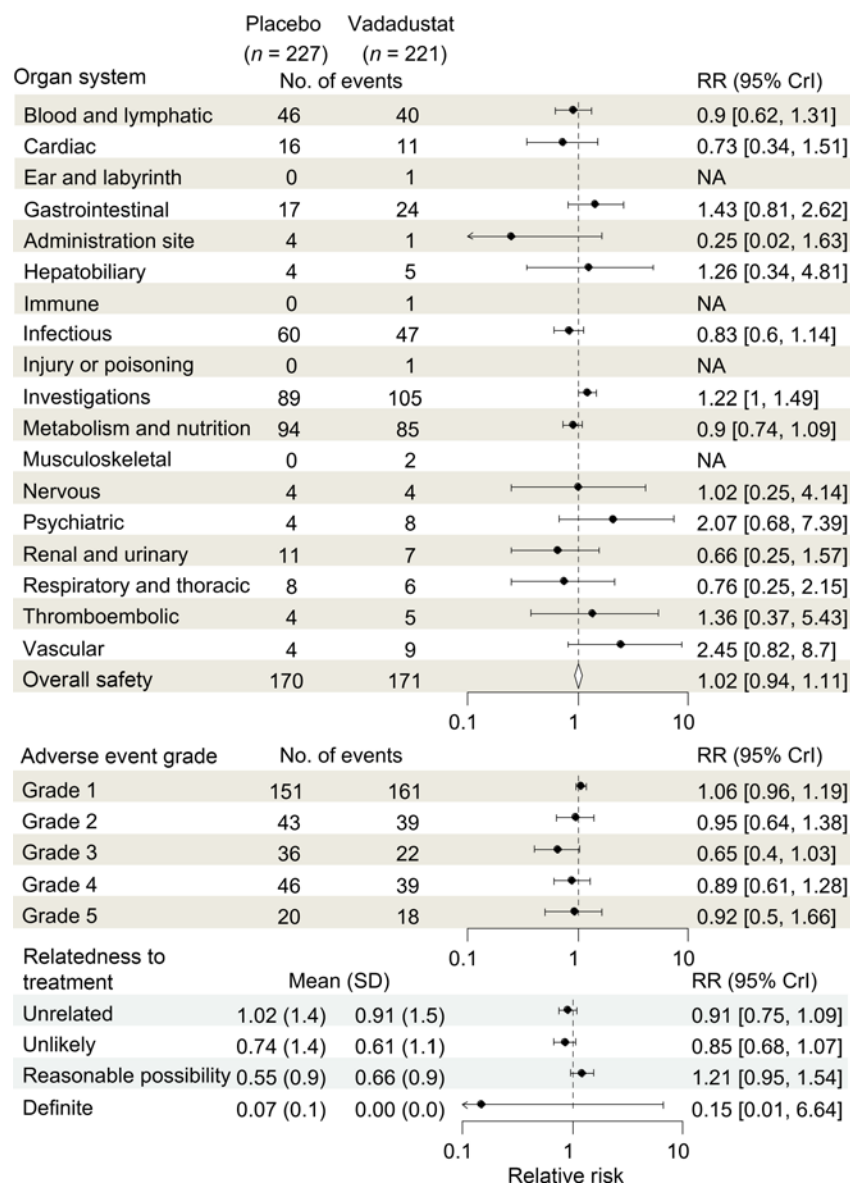 Placebo Vadadustat
(n = 227) (n = 221)
Organ system No. of events RR (95% CrI)
Blood and lymphatic 46 40 0.9 [0.62, 1.31]
Cardiac 16 11 0.73 [0.34, 1.51]
Ear and labyrinth 0 1 NA
Gastrointestinal 17 24 1.43 [0.81, 2.62]
Administration site 4 1 0.25 [0.02, 1.63]
Hepatobiliary 4 5 1.26 [0.34, 4.81]
Immune 0 1 NA
Infectious 60 47 0.83 [0.6, 1.14]
Injury or poisoning 0 1 NA
Investigations 89 105 1.22 [1, 1.49]
Metabolism and nutrition 94 85 0.9 [0.74, 1.09]
Musculoskeletal 0 2 NA
Nervous 4 4 1.02 [0.25, 4.14]
Psychiatric 4 8 2.07 [0.68, 7.39]
Renal and urinary 11 7 0.66 [0.25, 1.57]
Respiratory and thoracic 8 6 0.76 [0.25, 2.15]
Thromboembolic 4 5 1.36 [0.37, 5.43]
Vascular 4 9 2.45 [0.82, 8.7]
Overall safety 170 171 1.02 [0.94, 1.11]
0.1 1 10
Adverse event grade No. of events RR (95% CrI)
Grade 1 151 161 1.06 [0.96, 1.19]
Grade 2 43 39 0.95 [0.64, 1.38]
Grade 3 36 22 0.65 [0.4, 1.03]
Grade 4 46 39 0.89 [0.61, 1.28]
Grade 5 20 18 0.92 [0.5, 1.66]
0.1 1 10
Relatedness to
treatment Mean (SD) RR (95% CrI)
Unrelated 1.02 (1.4) 0.91 (1.5) 0.91 [0.75, 1.09]
Unlikely 0.74 (1.4) 0.61 (1.1) 0.85 [0.68, 1.07]
Reasonable possibility 0.55 (0.9) 0.66 (0.9) 1.21 [0.95, 1.54]
Definite 0.07 (0.1) 0.00 (0.0) 0.15 [0.01, 6.64]
0.1 1 10
Relative risk